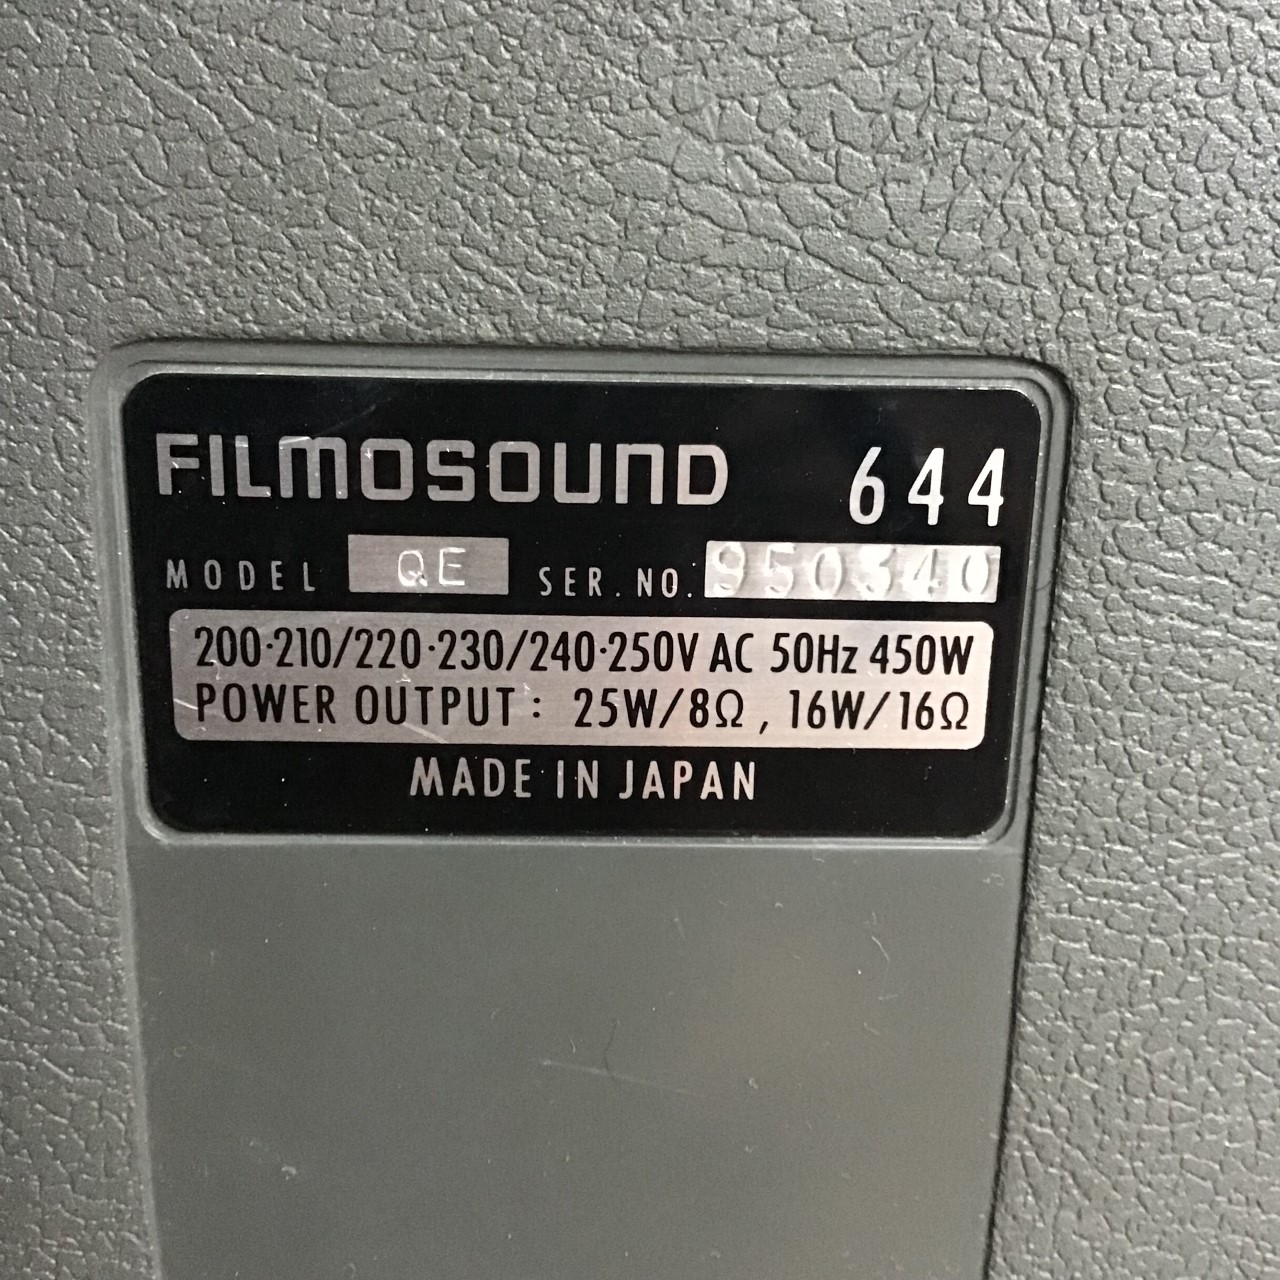 FILMOSOUND 644
MODEL QE SER. NO. 950340
200·210/220·230/240·250V AC 50Hz 450W
POWER OUTPUT : 25W/8Ω , 16W/16Ω
MADE IN JAPAN